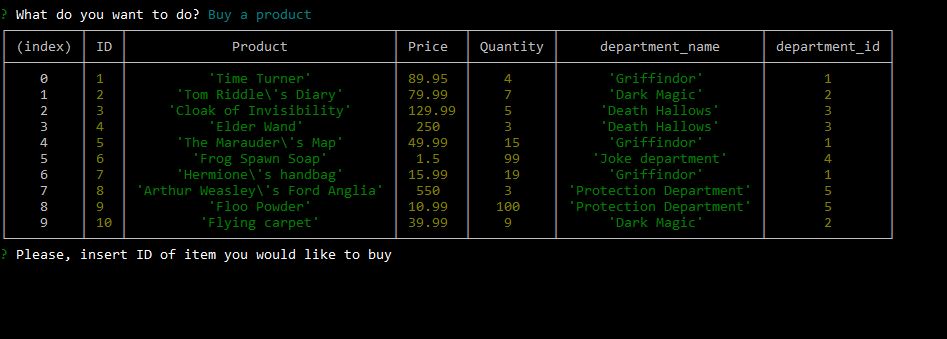 ? What do you want to do? Buy a product
(index) ID Product Price Quantity department_name department_id
0 1 'Time Turner' 89.95 4 'Griffindor' 1
1 2 'Tom Riddle\'s Diary' 79.99 7 'Dark Magic' 2
2 3 'Cloak of Invisibility' 129.99 5 'Death Hallows' 3
3 4 'Elder Wand' 250 3 'Death Hallows' 3
4 5 'The Marauder\'s Map' 49.99 15 'Griffindor' 1
5 6 'Frog Spawn Soap' 1.5 99 'Joke department' 4
6 7 'Hermione\'s handbag' 15.99 19 'Griffindor' 1
7 8 'Arthur Weasley\'s Ford Anglia' 550 3 'Protection Department' 5
8 9 'Floo Powder' 10.99 100 'Protection Department' 5
9 10 'Flying carpet' 39.99 9 'Dark Magic' 2
? Please, insert ID of item you would like to buy